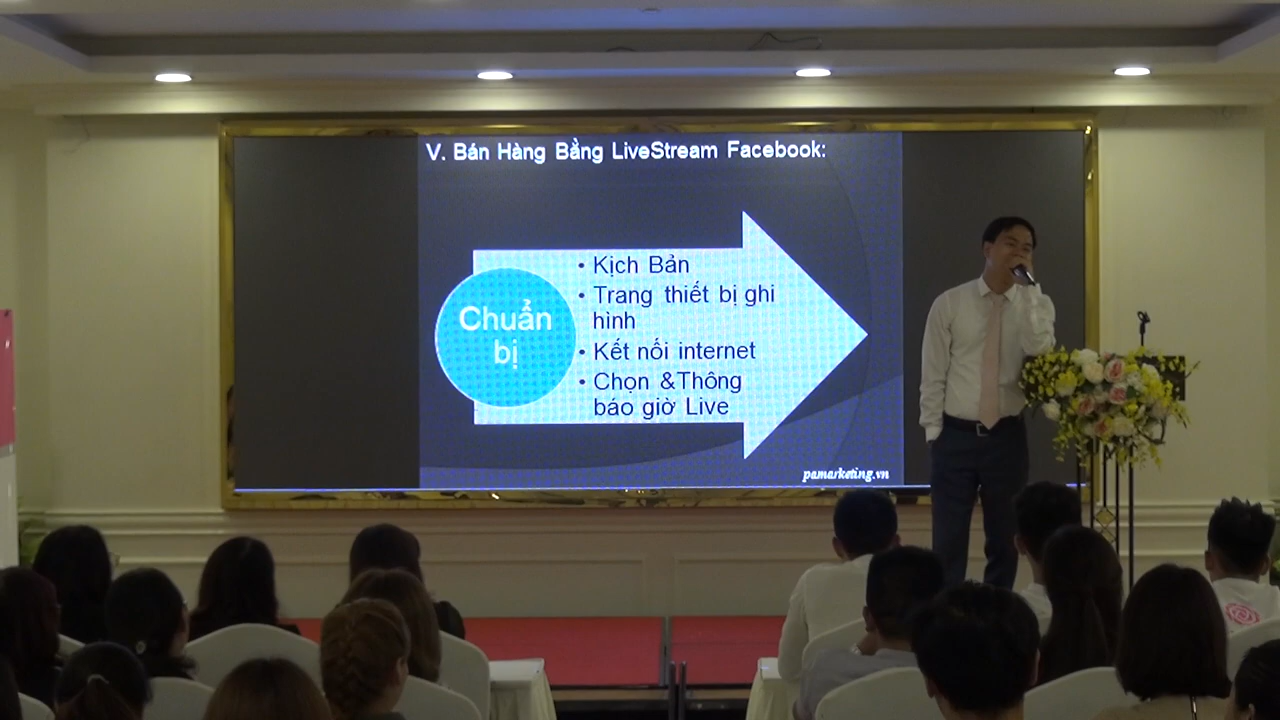 V. Bán Hàng Bằng LiveStream Facebook:
Chuẩn
bị
• Kịch Bản
• Trang thiết bị ghi
hình
• Kết nối internet
• Chọn &Thông
báo giờ Live
pamarketing.vn